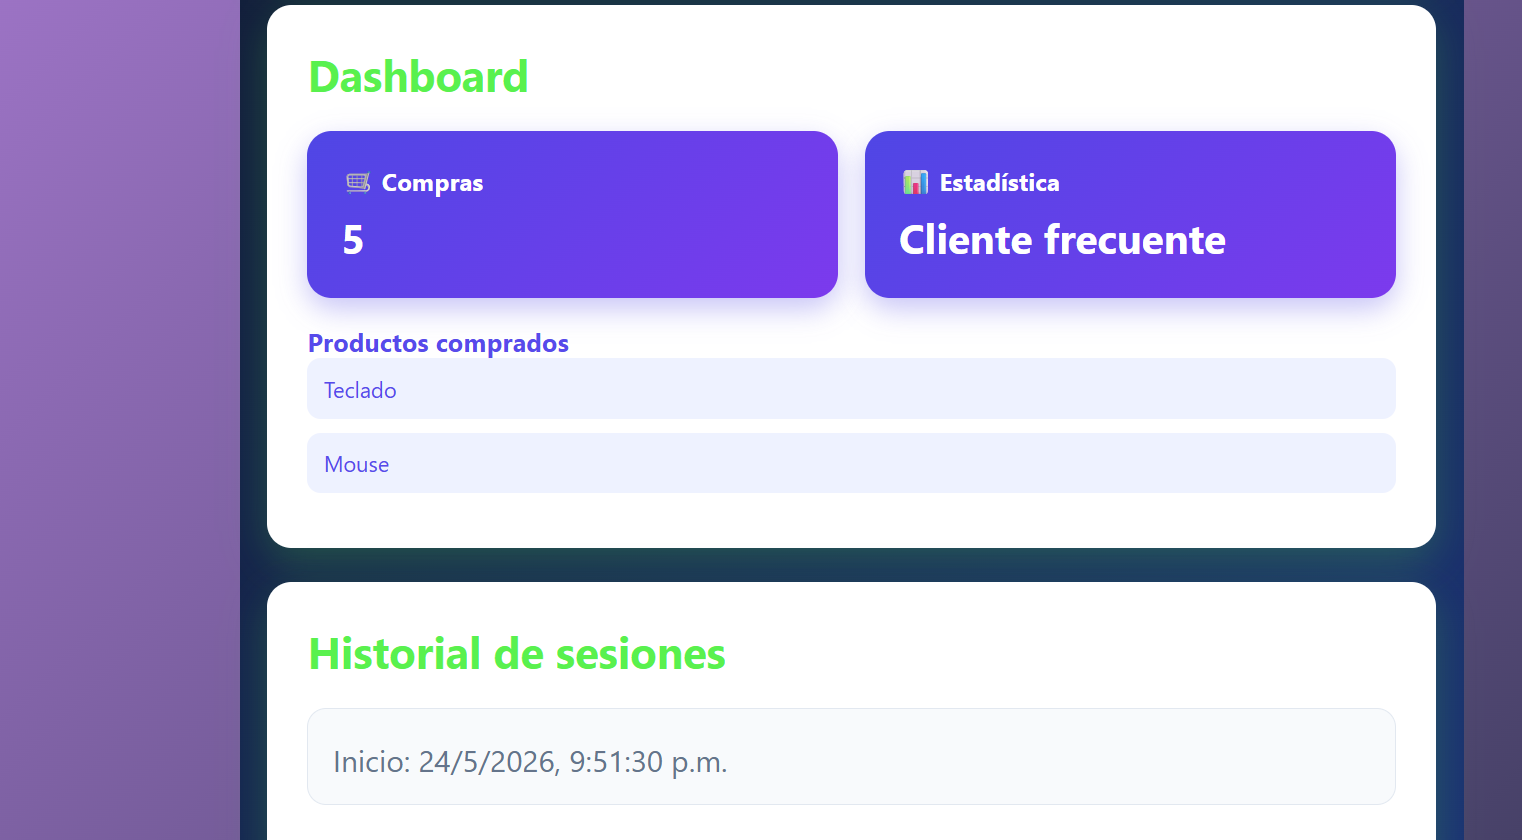 Dashboard
🛒 Compras
5
📊 Estadística
Cliente frecuente
Productos comprados
Teclado
Mouse
Historial de sesiones
Inicio: 24/5/2026, 9:51:30 p.m.